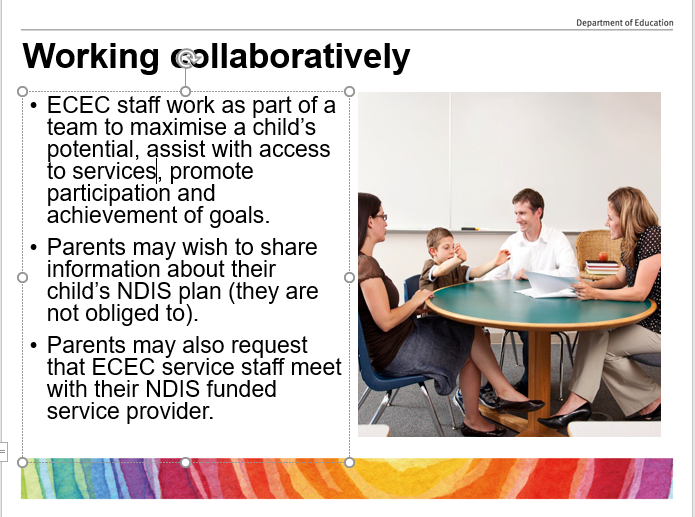 Department of Education
Working collaboratively
• ECEC staff work as part of a
team to maximise a child’s
potential, assist with access
to services, promote
participation and
achievement of goals.
• Parents may wish to share
information about their
child’s NDIS plan (they are
not obliged to).
• Parents may also request
that ECEC service staff meet
with their NDIS funded
service provider.